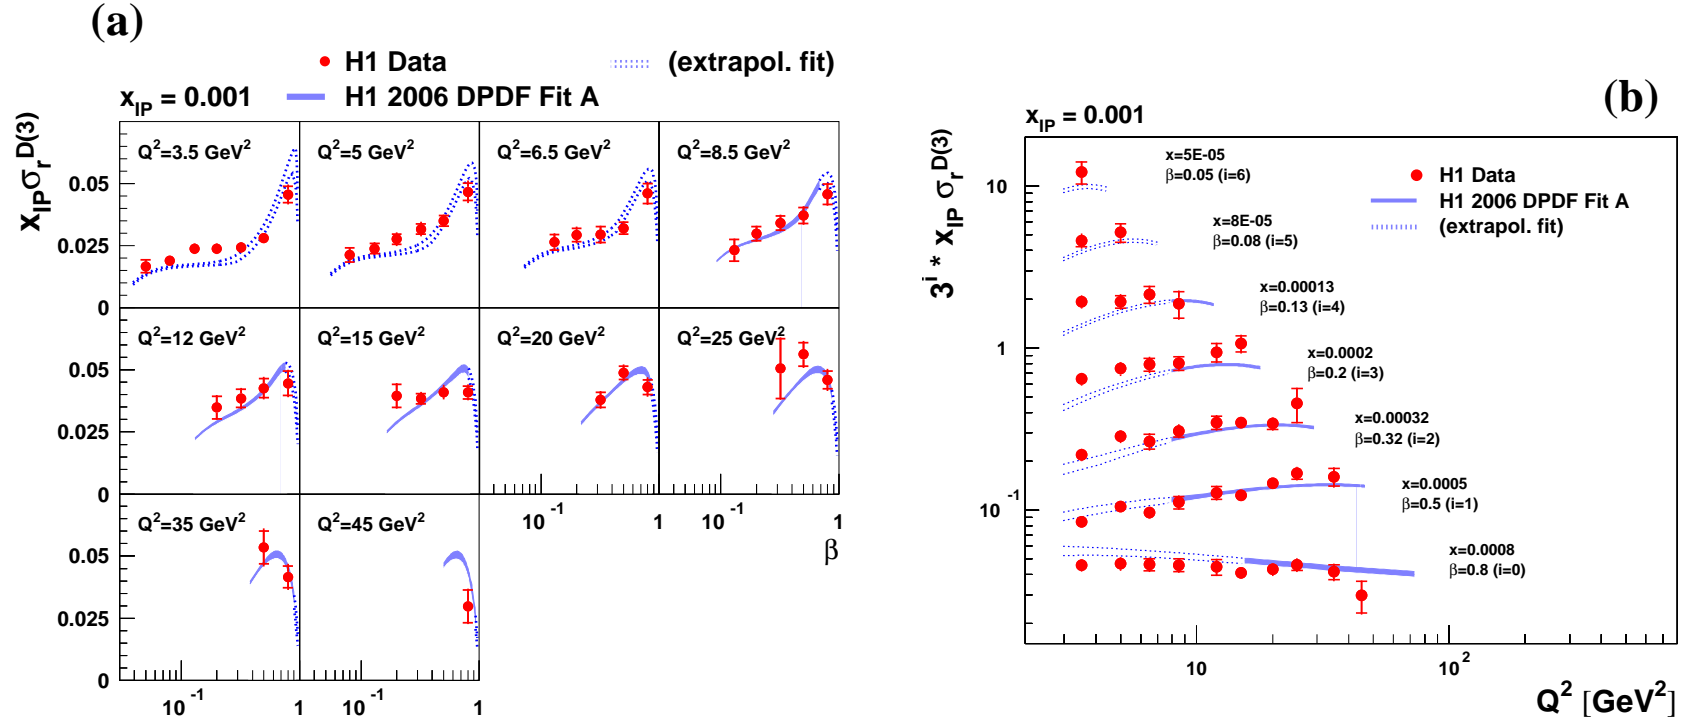 (a)
H1 Data
(extrapol. fit)
x_IP = 0.001
H1 2006 DPDF Fit A
x_IP σ_r^D(3)
Q²=3.5 GeV²
Q²=5 GeV²
Q²=6.5 GeV²
Q²=8.5 GeV²
0.05
0.025
0
Q²=12 GeV²
Q²=15 GeV²
Q²=20 GeV²
Q²=25 GeV²
0.05
0.025
0
10⁻¹
1
10⁻¹
1
β
Q²=35 GeV²
Q²=45 GeV²
0.05
0.025
0
10⁻¹
1
10⁻¹
1
(b)
x_IP = 0.001
3^i * x_IP σ_r^D(3)
H1 Data
H1 2006 DPDF Fit A
(extrapol. fit)
x=5E-05
β=0.05 (i=6)
x=8E-05
β=0.08 (i=5)
x=0.00013
β=0.13 (i=4)
x=0.0002
β=0.2 (i=3)
x=0.00032
β=0.32 (i=2)
x=0.0005
β=0.5 (i=1)
x=0.0008
β=0.8 (i=0)
10
1
10⁻¹
10
10²
Q² [GeV²]